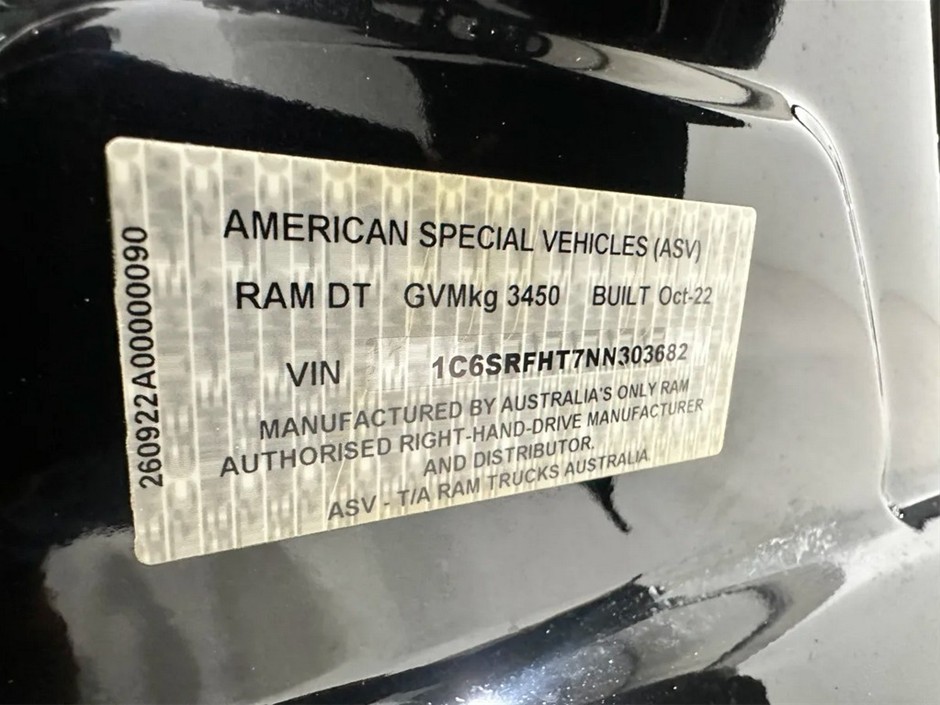 AMERICAN SPECIAL VEHICLES (ASV)
RAM DT GVMkg 3450 BUILT Oct-22
VIN 1C6SRFHT7NN303682
MANUFACTURED BY AUSTRALIA'S ONLY RAM
AUTHORISED RIGHT-HAND-DRIVE MANUFACTURER
AND DISTRIBUTOR.
ASV - T/A RAM TRUCKS AUSTRALIA
260922A00000090